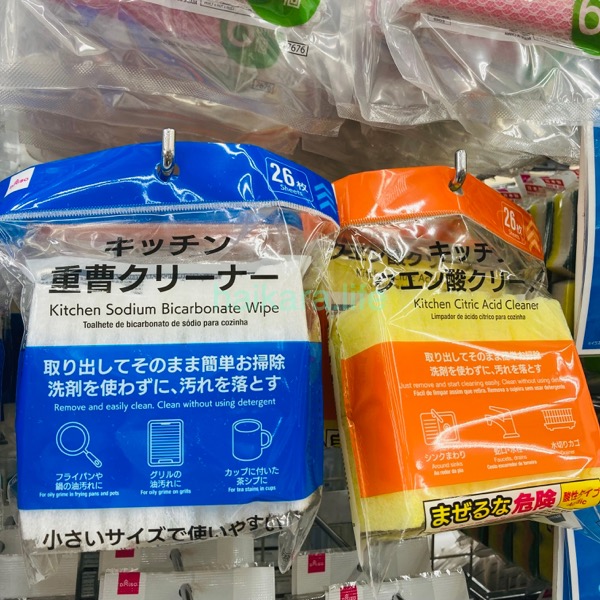 DAISO
26枚
Sheets
キッチン
重曹クリーナー
Kitchen Sodium Bicarbonate Wipe
Toalhete de bicarbonato de sódio para cozinha
取り出してそのまま簡単お掃除
洗剤を使わずに、汚れを落とす
Remove and easily clean. Clean without using detergent
フライパンや
鍋の油汚れに
For oily grime in frying pans and pots
グリルの
油汚れに
For oily grime on grills
カップに付いた
茶シブに
For tea stains in cups
小さいサイズで使いやすい
26枚
Sheets
キッチン
クエン酸クリー
Kitchen Citric Acid Cleaner
Limpador de ácido cítrico para cozinha
取り出してそのまま簡単
洗剤を使わずに、汚れを落とす
Just remove and start cleaning easily. Clean without using deter
シンクまわり
Around sinks
水切りカゴ
まぜるな危険
酸性タイプ
DAISO
DAISO
7676
6